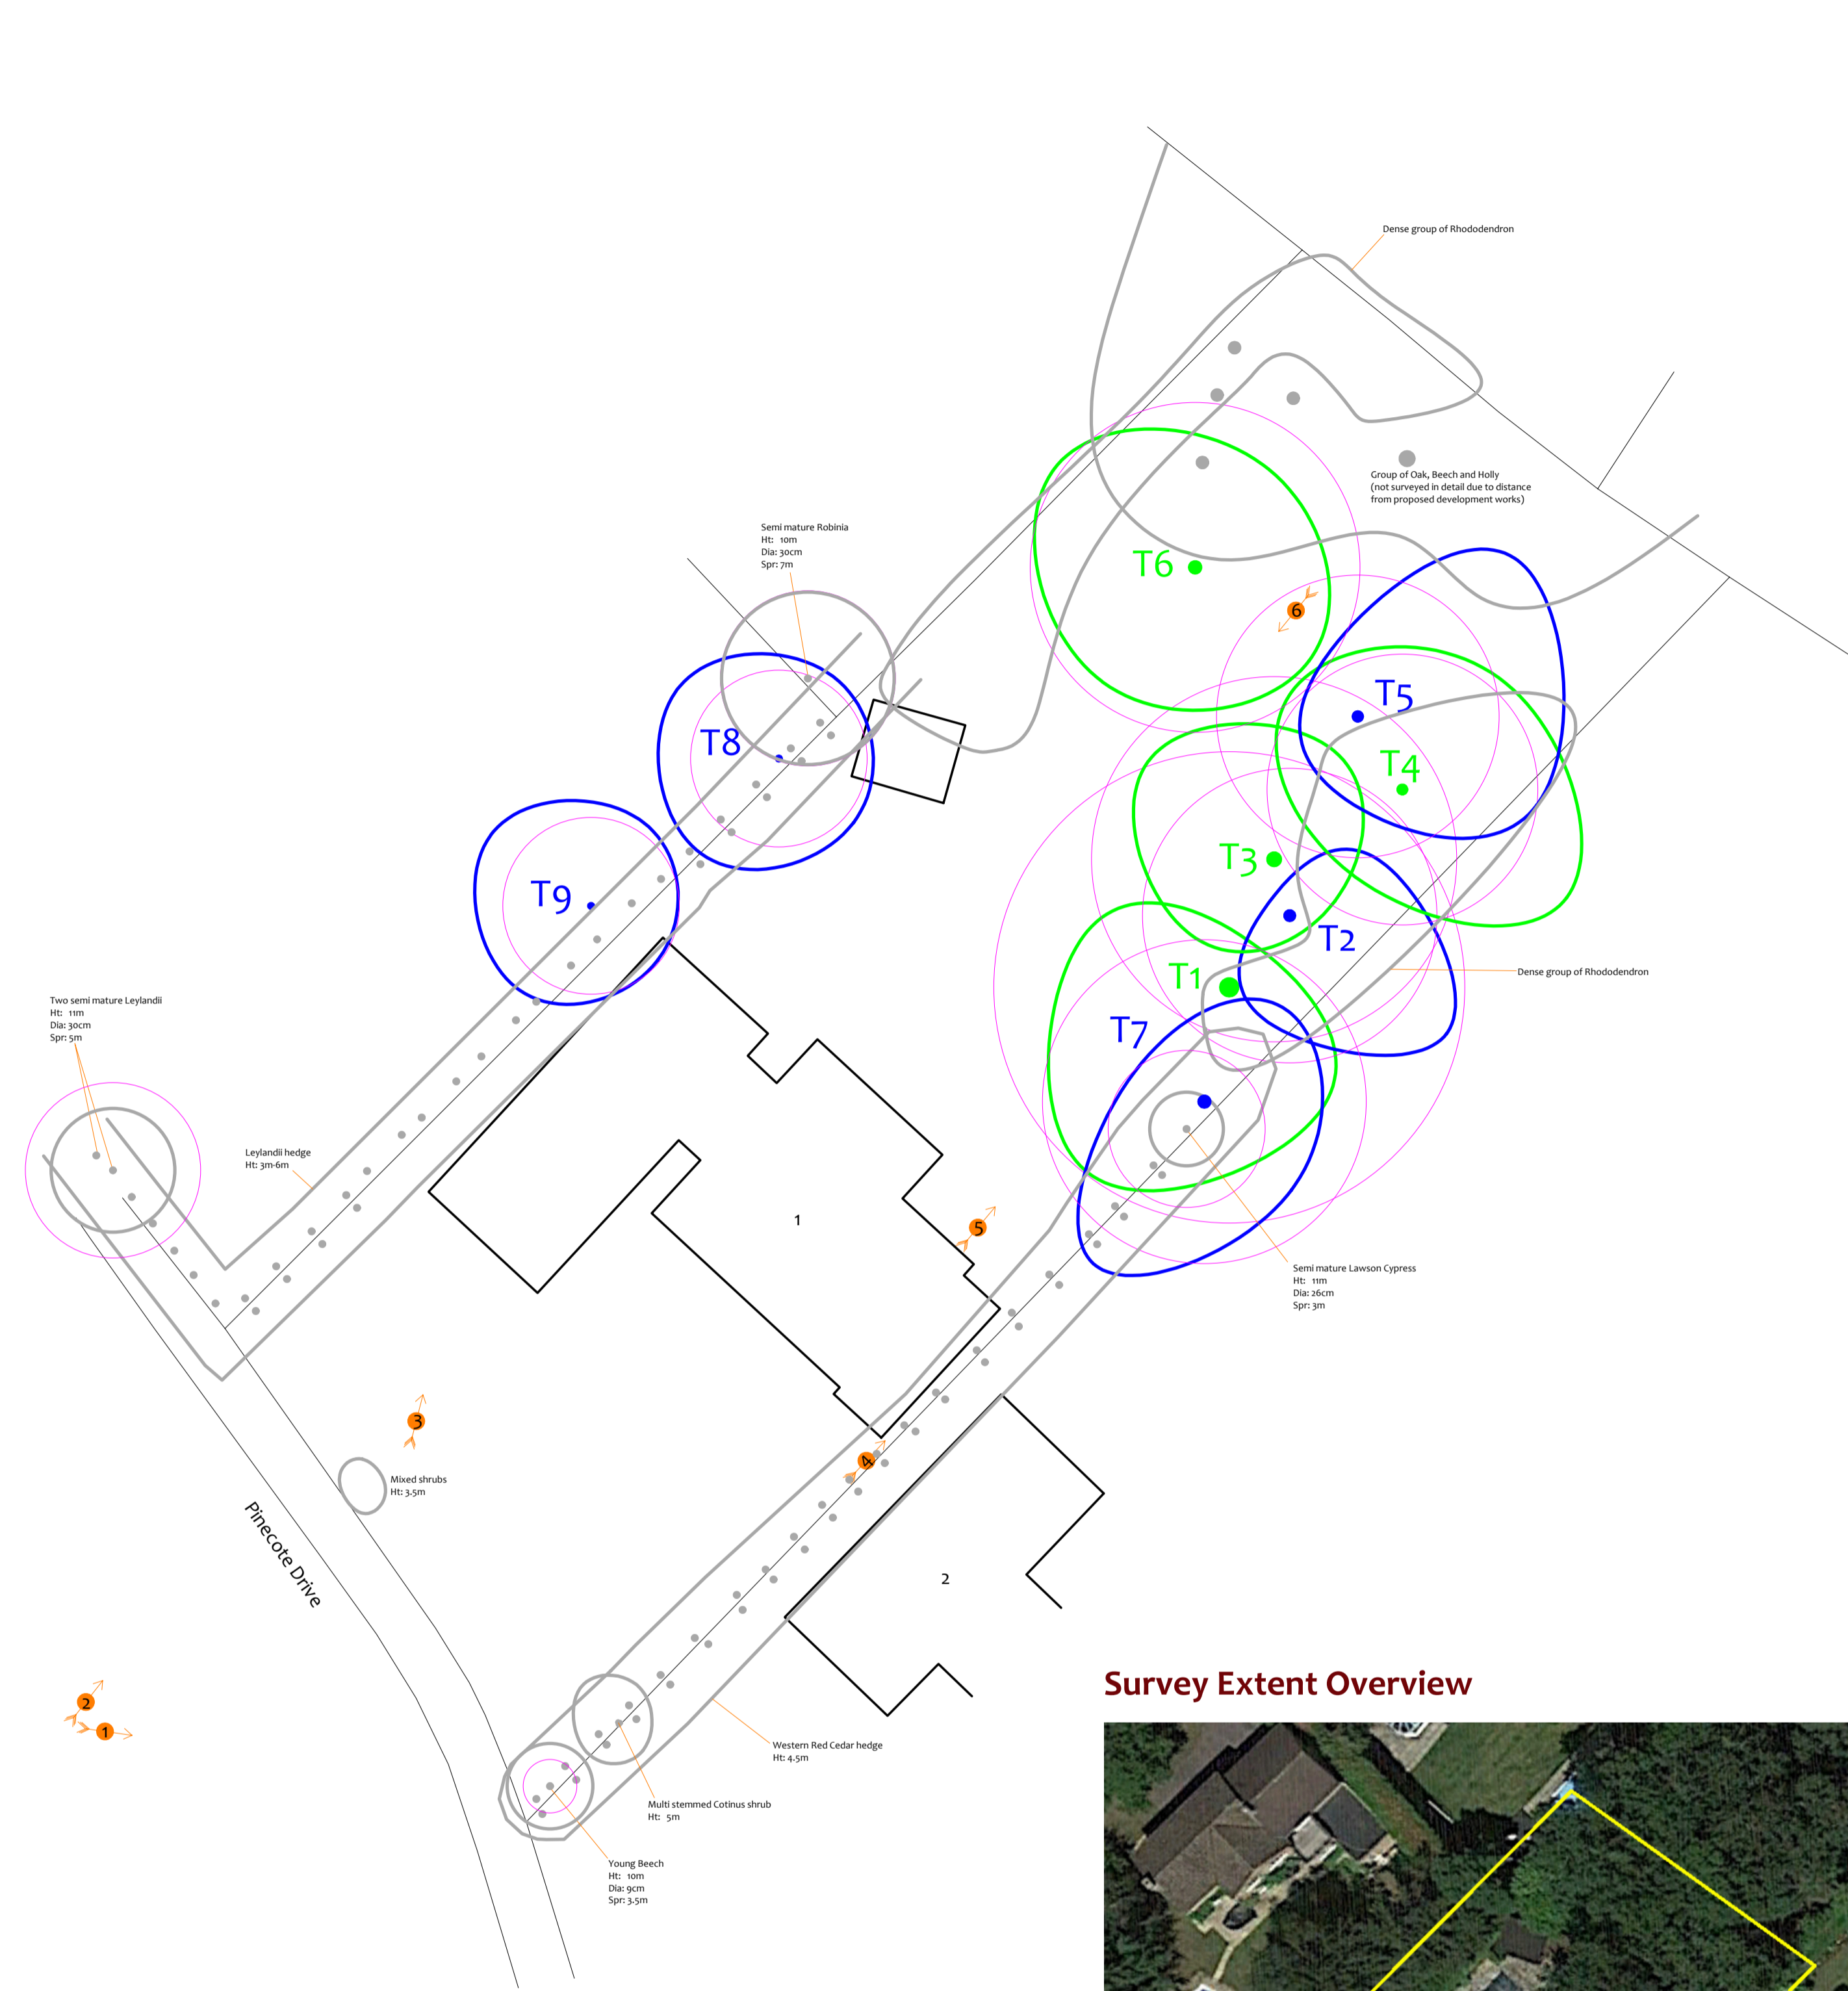 Dense group of Rhododendron
Group of Oak, Beech and Holly
(not surveyed in detail due to distance
from proposed development works)
Semi mature Robinia
Ht: 10m
Dia: 30cm
Spr: 7m
T6
6
T5
T8
T4
T3
T9
T2
T1
Dense group of Rhododendron
T7
Two semi mature Leylandii
Ht: 11m
Dia: 30cm
Spr: 5m
Leylandii hedge
Ht: 3m-6m
1
5
Semi mature Lawson Cypress
Ht: 11m
Dia: 26cm
Spr: 3m
3
4
Mixed shrubs
Ht: 3.5m
Pinecote Drive
2
Survey Extent Overview
2
1
Western Red Cedar hedge
Ht: 4.5m
Multi stemmed Cotinus shrub
Ht: 5m
Young Beech
Ht: 10m
Dia: 9cm
Spr: 3.5m